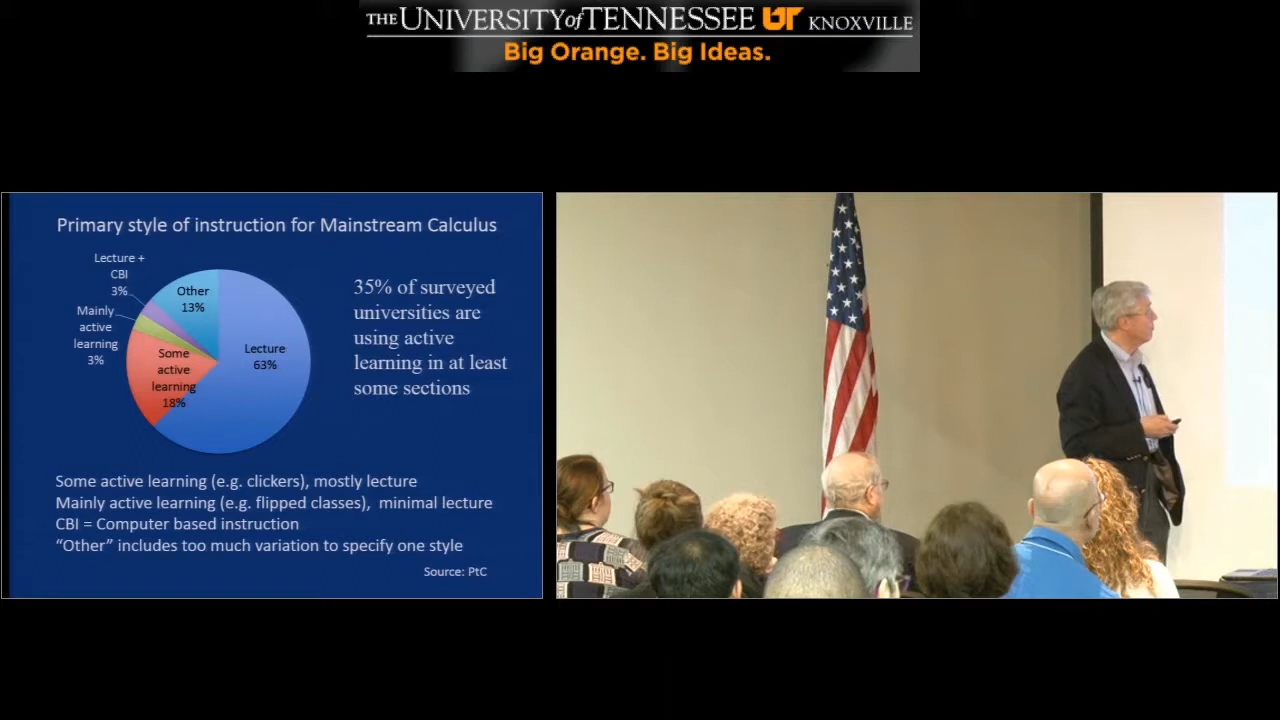 THE UNIVERSITY of TENNESSEE UT KNOXVILLE
Big Orange. Big Ideas.
Primary style of instruction for Mainstream Calculus
Lecture +
CBI
3%
Other
13%
Mainly
active
learning
3%
Some
active
learning
18%
Lecture
63%
35% of surveyed
universities are
using active
learning in at least
some sections
Some active learning (e.g. clickers), mostly lecture
Mainly active learning (e.g. flipped classes), minimal lecture
CBI = Computer based instruction
“Other” includes too much variation to specify one style
Source: PtC